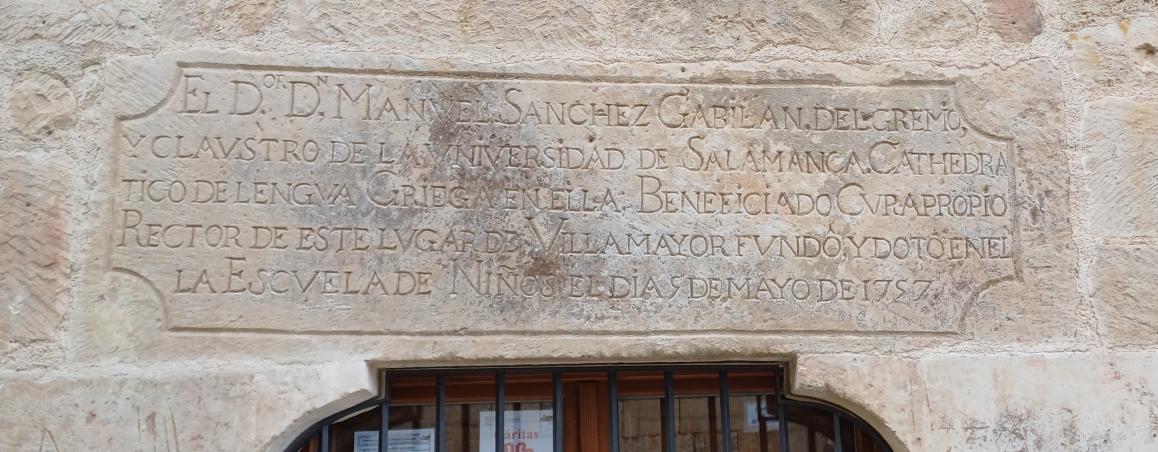 EL D.OR D.N MANVEL SANCHEZ GABILAN, DEL GREMIO,
Y CLAVSTRO DE LA VNIVERSIDAD DE SALAMANCA. CATHEDRA
TICO DE LENGVA GRIEGA EN ELLA. BENEFICIADO CVRA PROPIO
RECTOR DE ESTE LVGAR DE VILLAMAYOR FVNDÓ, Y DOTÓ EN EL
LA ESCVELA DE NIÑOS EL DIA 9 DE MAYO DE 1757
áritas